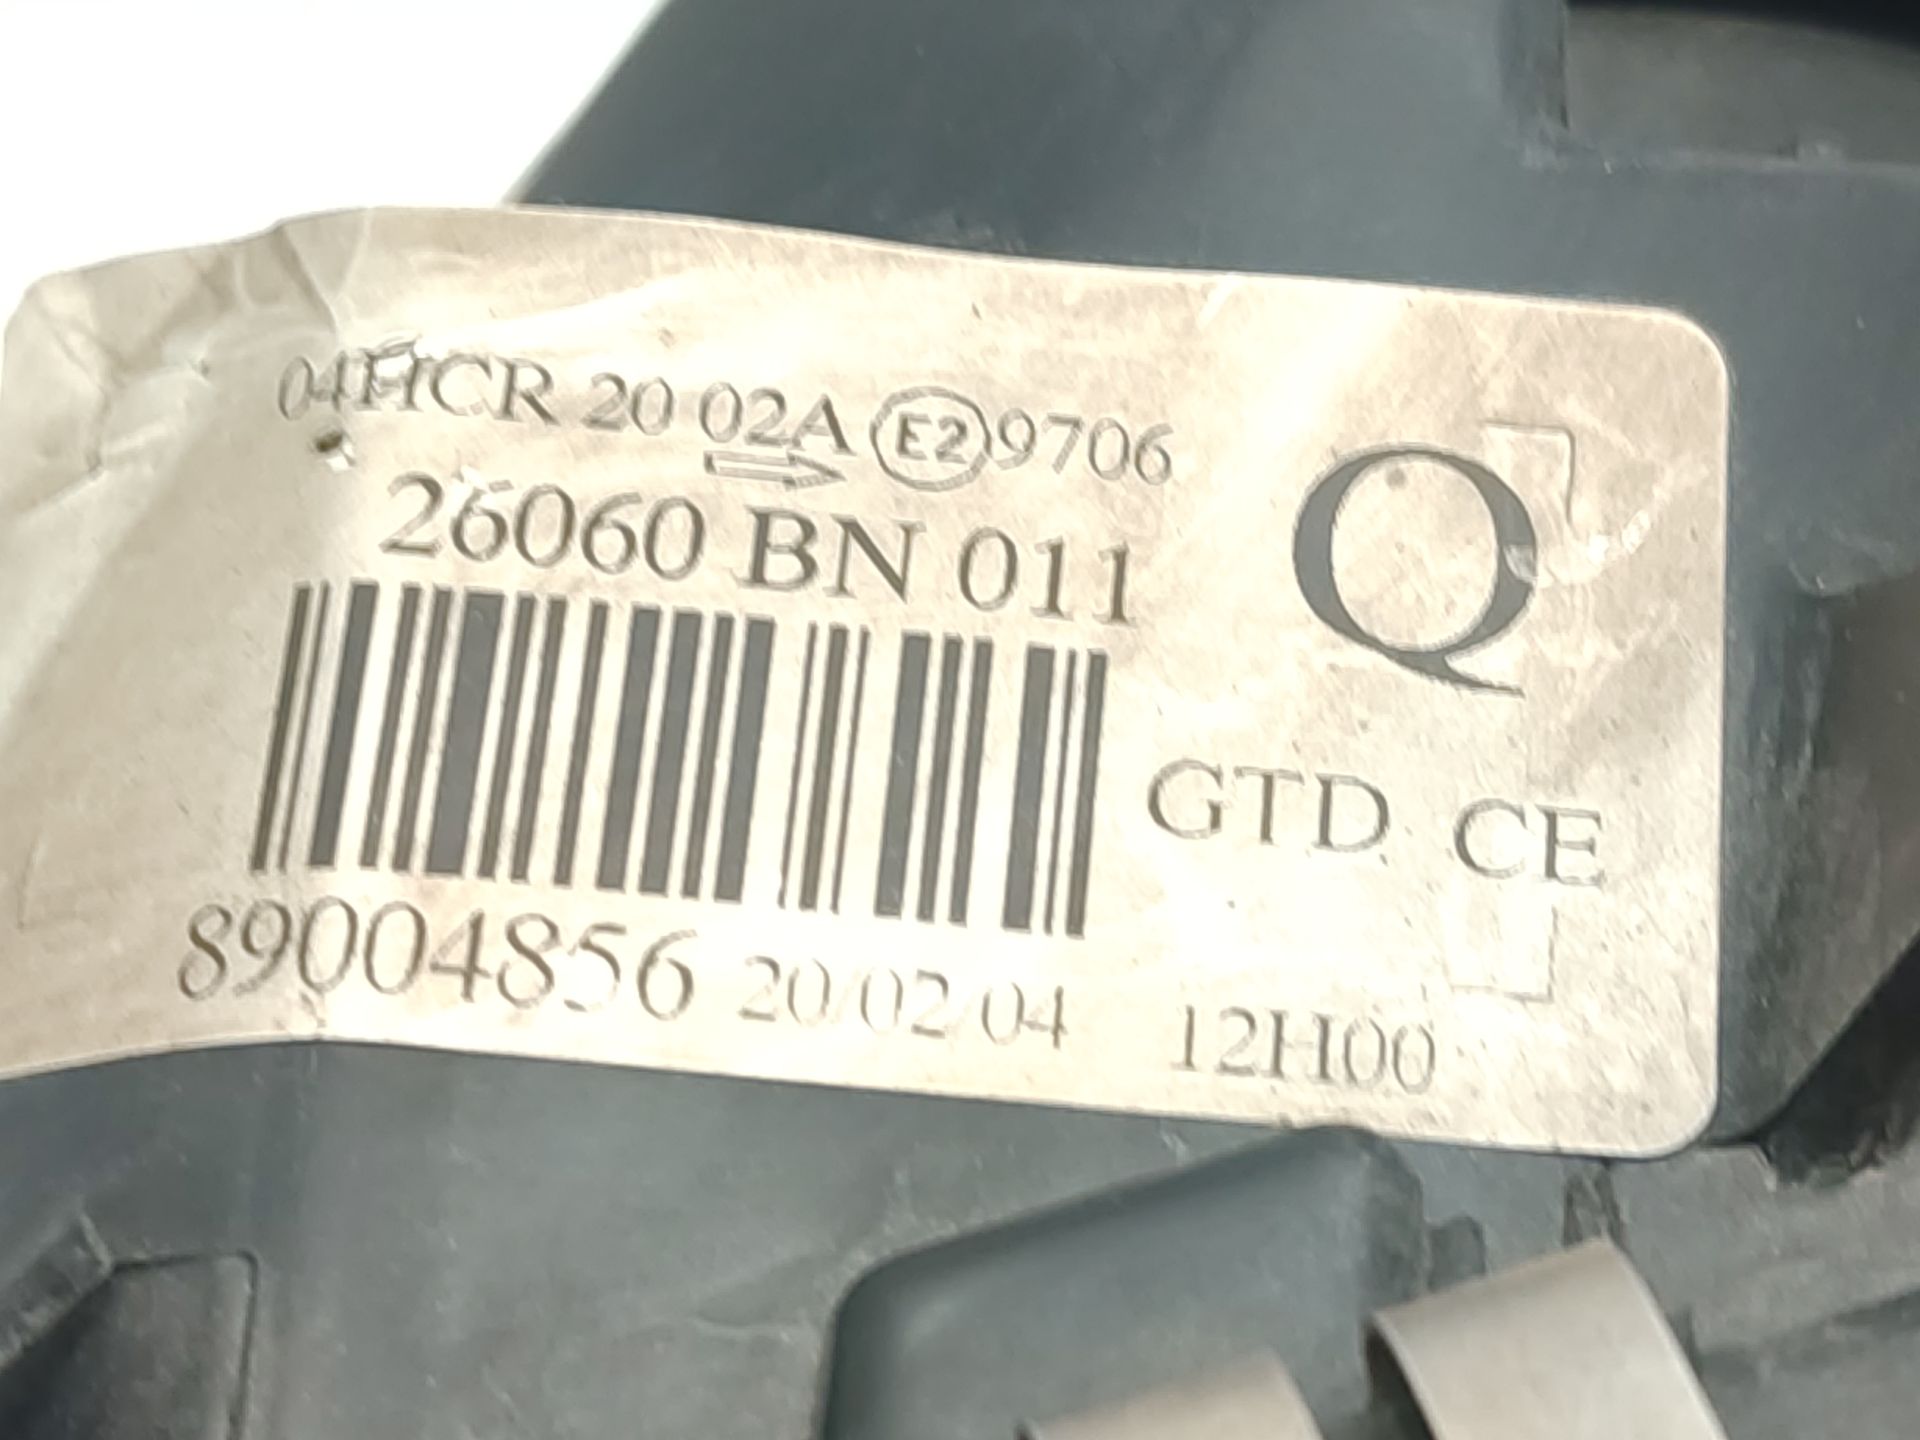 04HCR 20 02A E2 9706
26060 BN 011
Q
GTD CE
89004856 20/02/04 12H00